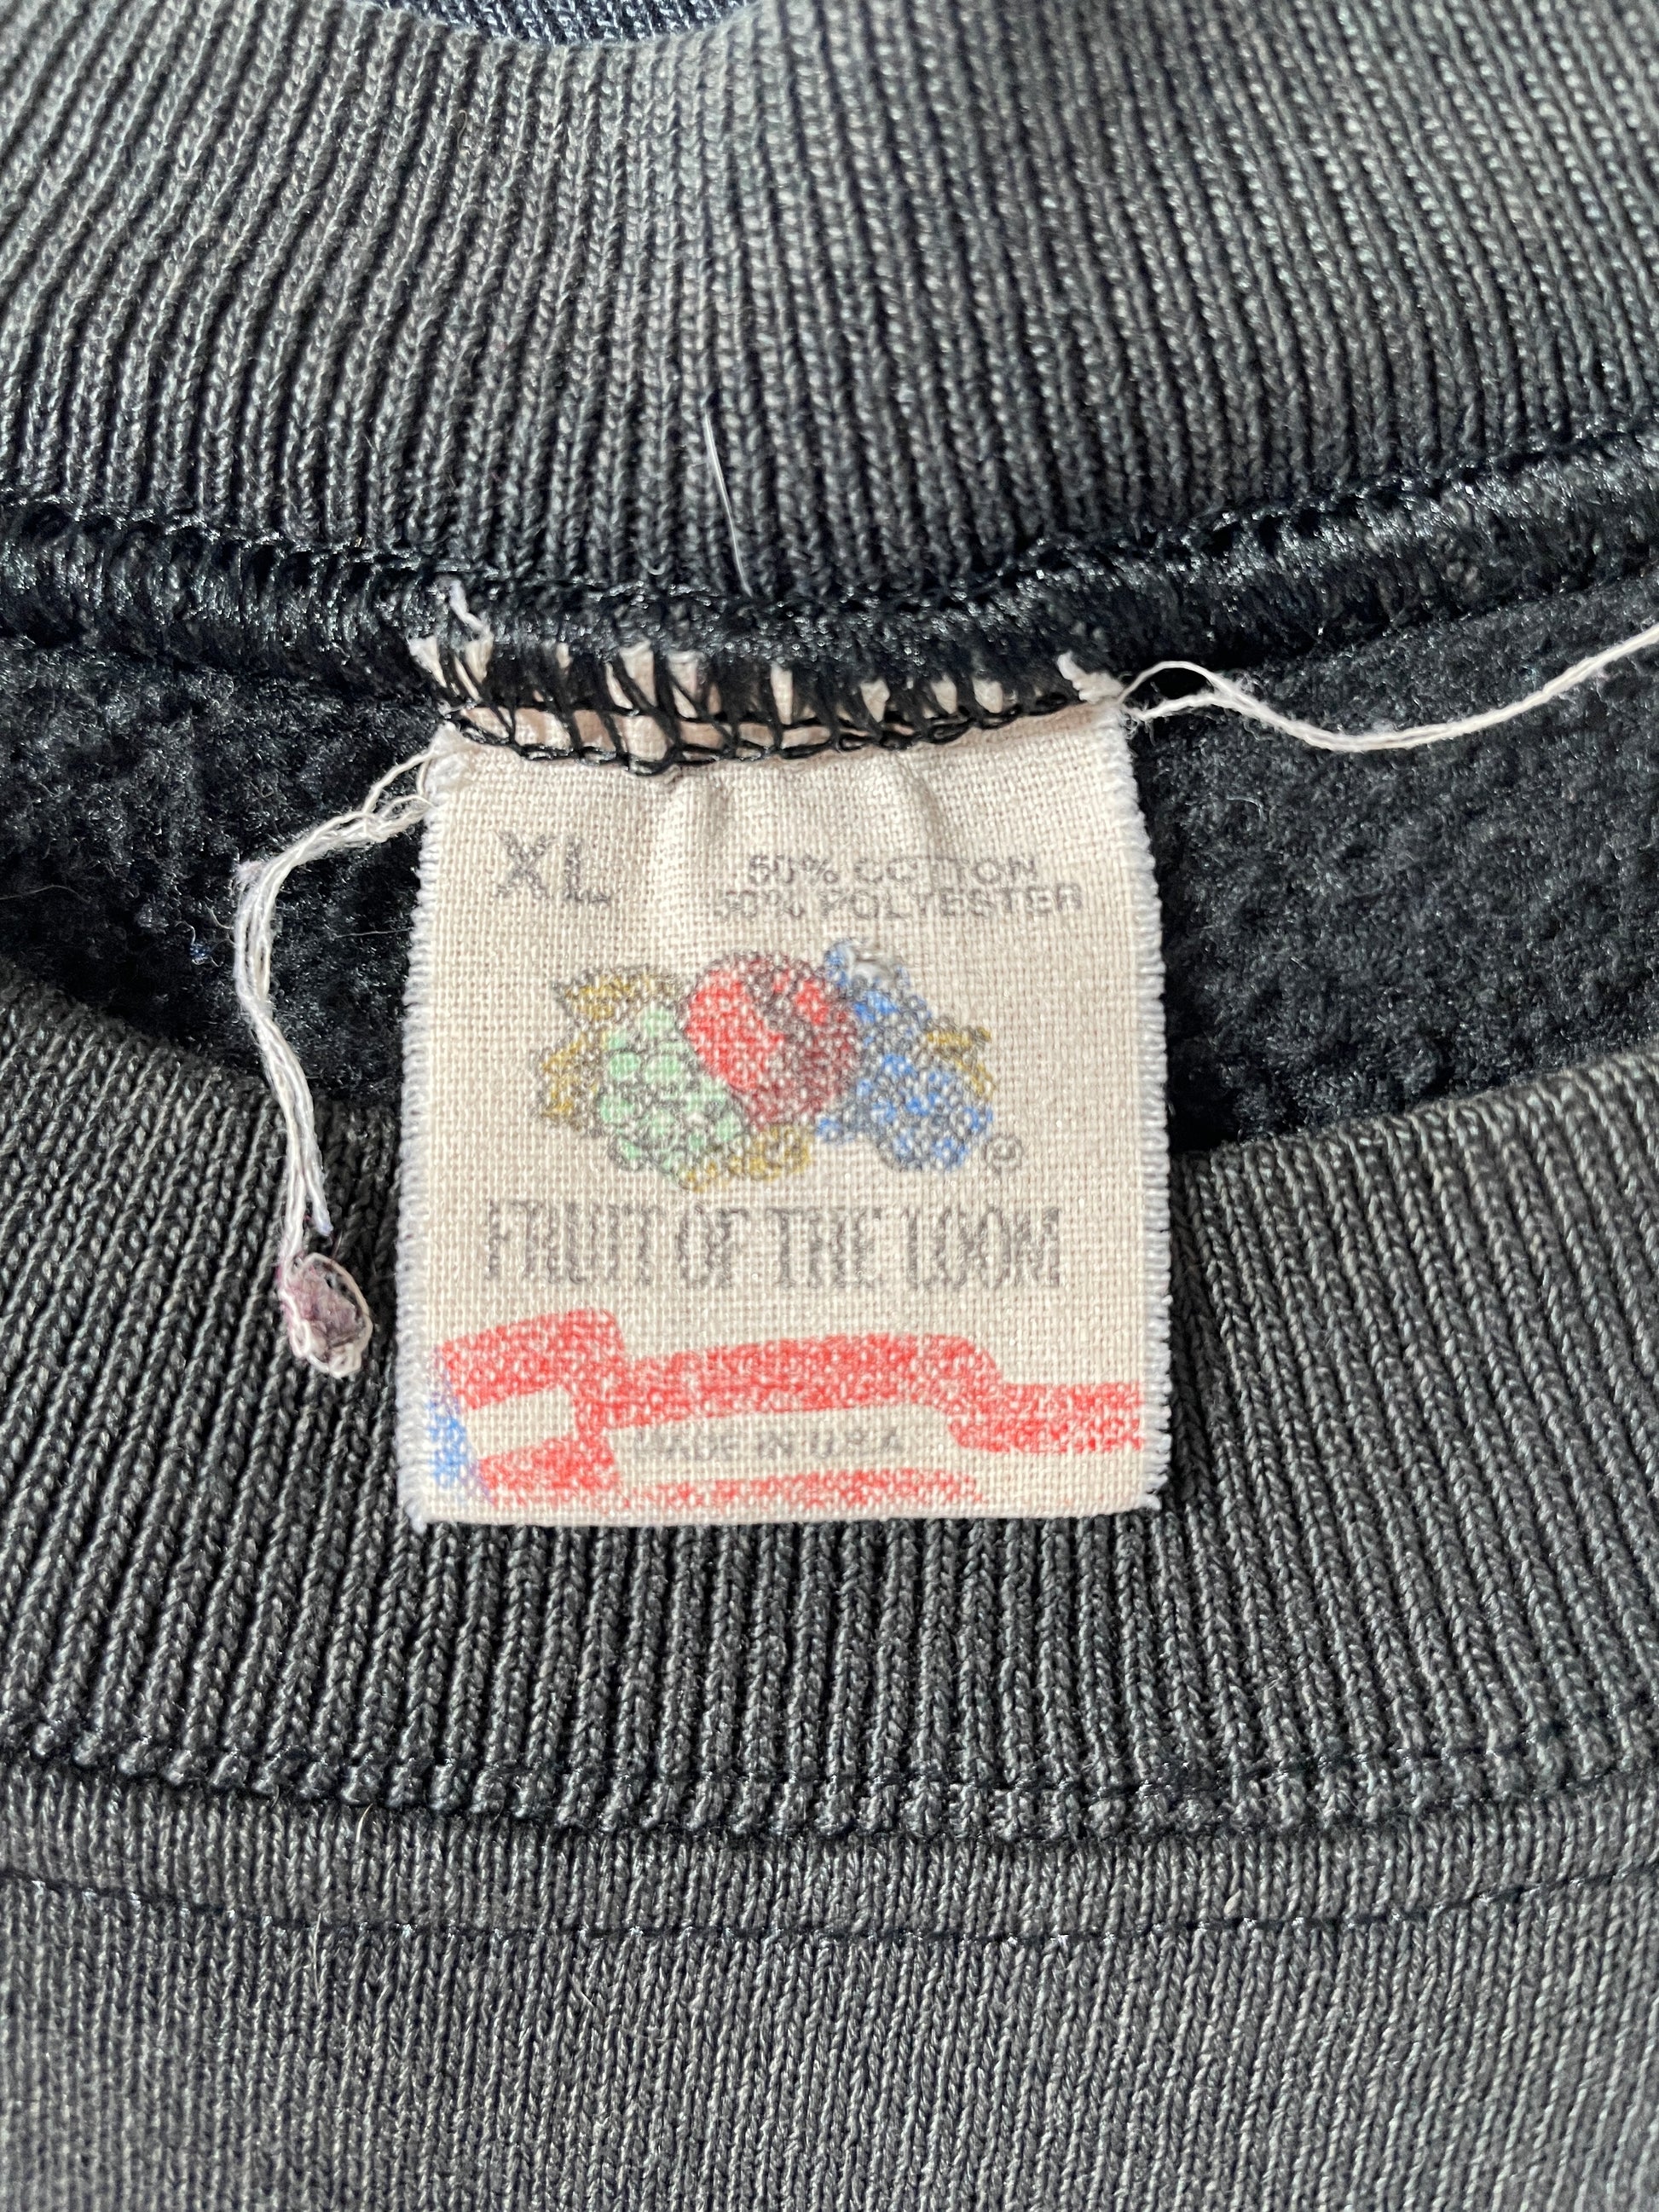 XL
50% COTTON
50% POLYESTER
®
FRUIT OF THE LOOM
MADE IN U.S.A.